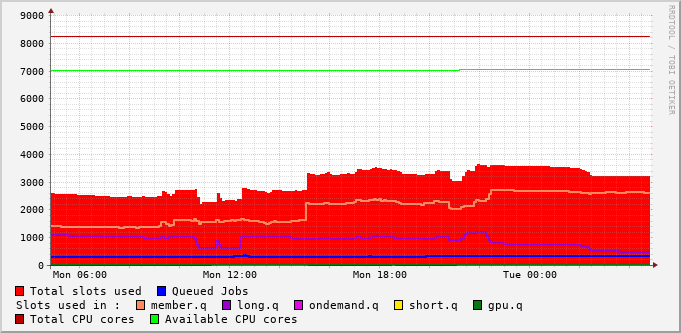 9000
8000
7000
6000
5000
4000
3000
2000
1000
0
Mon 06:00 Mon 12:00 Mon 18:00 Tue 00:00
Total slots used Queued Jobs
Slots used in : member.q long.q ondemand.q short.q gpu.q
Total CPU cores Available CPU cores
RRDTOOL / TOBI OETIKER